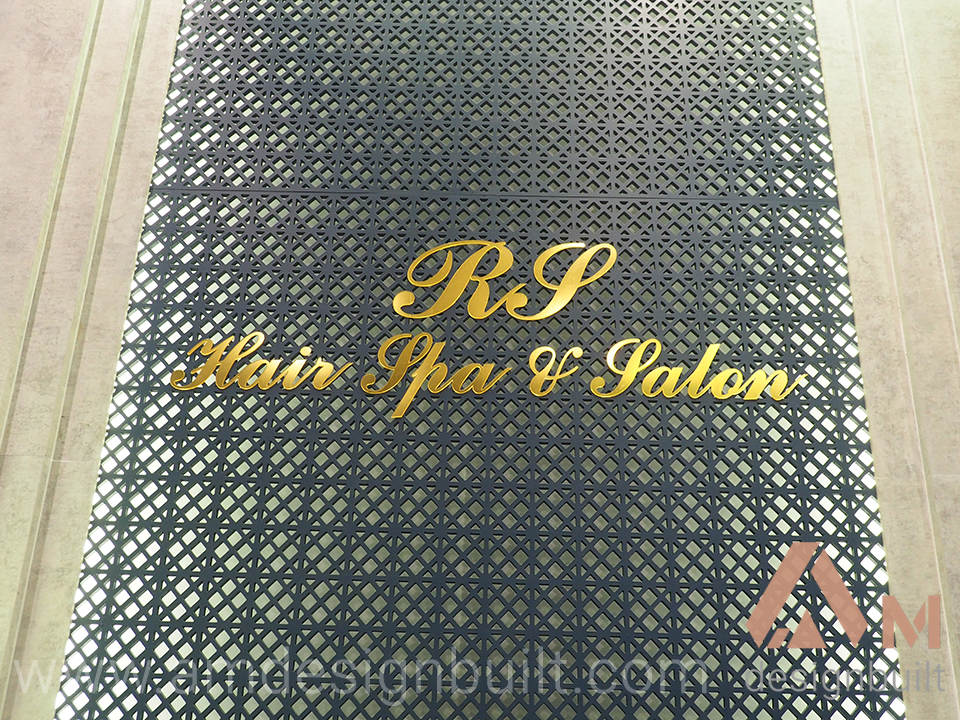 RS
Hair Spa & Salon
AM
designbuilt
www.amdesignbuilt.com